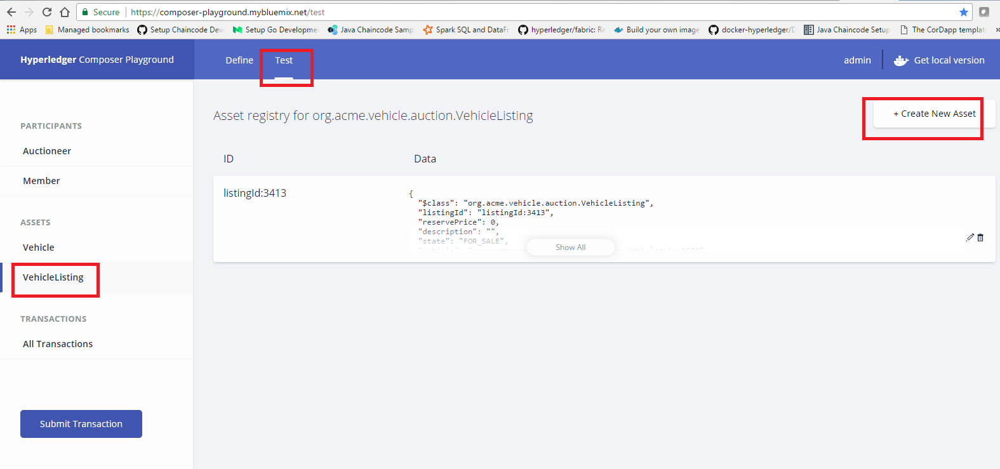 Secure https://composer-playground.mybluemix.net/test
Apps Managed bookmarks Setup Chaincode Dev Setup Go Developme Java Chaincode Samp Spark SQL and DataFr hyperledger/fabric: Re Build your own image docker-hyperledger/D Java Chaincode Setup The CorDapp templat »
Hyperledger Composer Playground Define Test admin Get local version
Asset registry for org.acme.vehicle.auction.VehicleListing + Create New Asset
PARTICIPANTS
Auctioneer
Member
ASSETS
Vehicle
VehicleListing
TRANSACTIONS
All Transactions
Submit Transaction
ID Data
listingId:3413
{
"$class": "org.acme.vehicle.auction.VehicleListing",
"listingId": "listingId:3413",
"reservePrice": 0,
"description": "",
"state": "FOR_SALE",
Show All